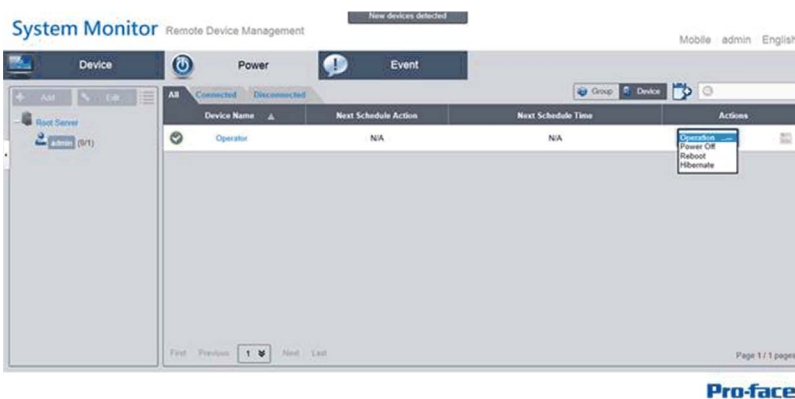 New devices detected
System Monitor Remote Device Management
Mobile admin English
Device Power Event
Add Edit
All Connected Disconnected
Group Device
Root Server
admin (0/1)
Device Name Next Schedule Action Next Schedule Time Actions
Operator N/A N/A Operation
Power Off
Reboot
Hibernate
First Previous 1 Next Last
Page 1 / 1 pages
Pro-face